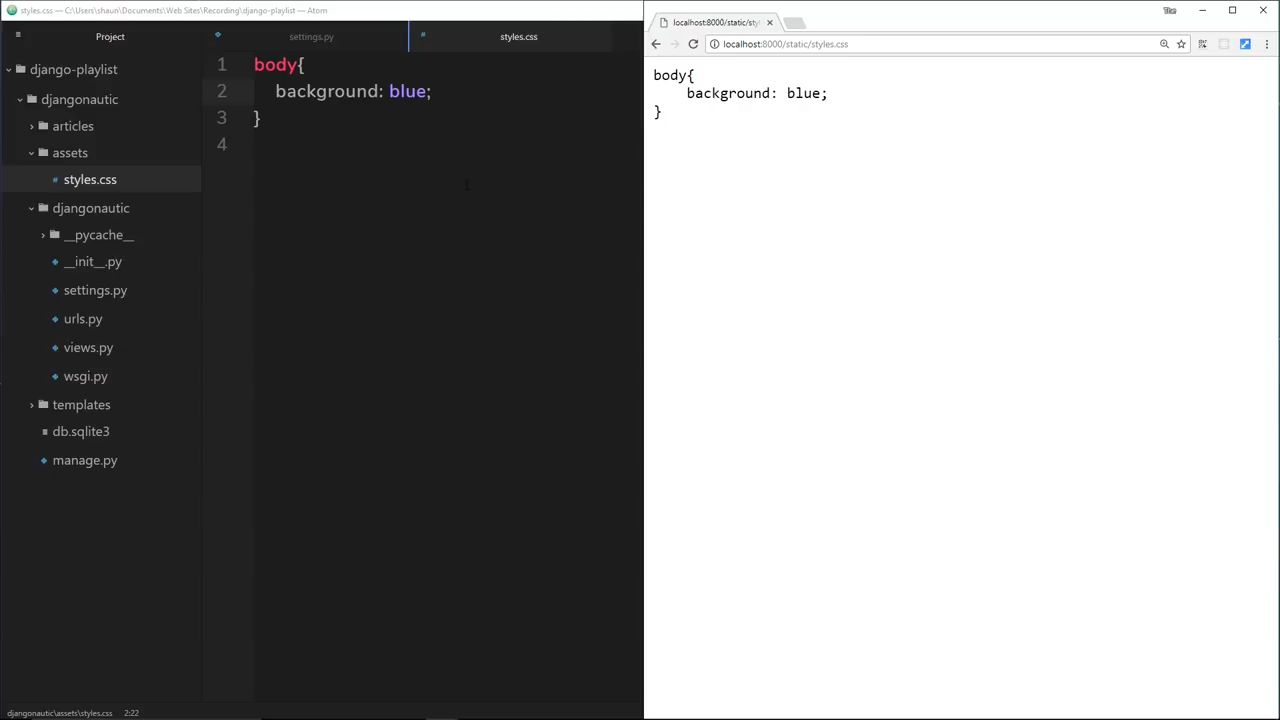 styles.css — C:\Users\shaun\Documents\Web Sites\Recording\django-playlist — Atom
Project
settings.py
styles.css
django-playlist
djangonautic
articles
assets
styles.css
djangonautic
__pycache__
__init__.py
settings.py
urls.py
views.py
wsgi.py
templates
db.sqlite3
manage.py
1 body{
2 background: blue;
3 }
4
djangonautic\assets\styles.css 2:22
localhost:8000/static/sty
localhost:8000/static/styles.css
body{
background: blue;
}